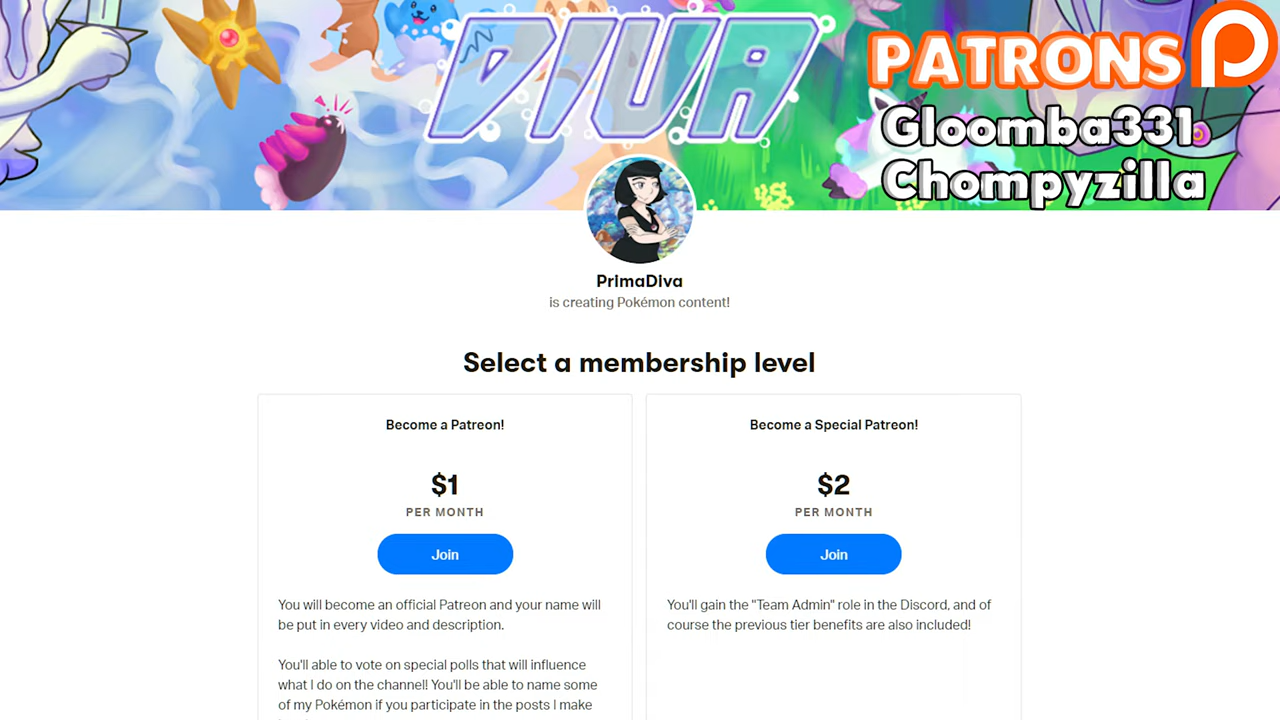 DIVA
PATRONS
Gloomba331
Chompyzilla
PrimaDiva
is creating Pokémon content!
Select a membership level
Become a Patreon!
$1
PER MONTH
Join
You will become an official Patreon and your name will
be put in every video and description.
You'll able to vote on special polls that will influence
what I do on the channel! You'll be able to name some
of my Pokémon if you participate in the posts I make
Become a Special Patreon!
$2
PER MONTH
Join
You'll gain the "Team Admin" role in the Discord, and of
course the previous tier benefits are also included!